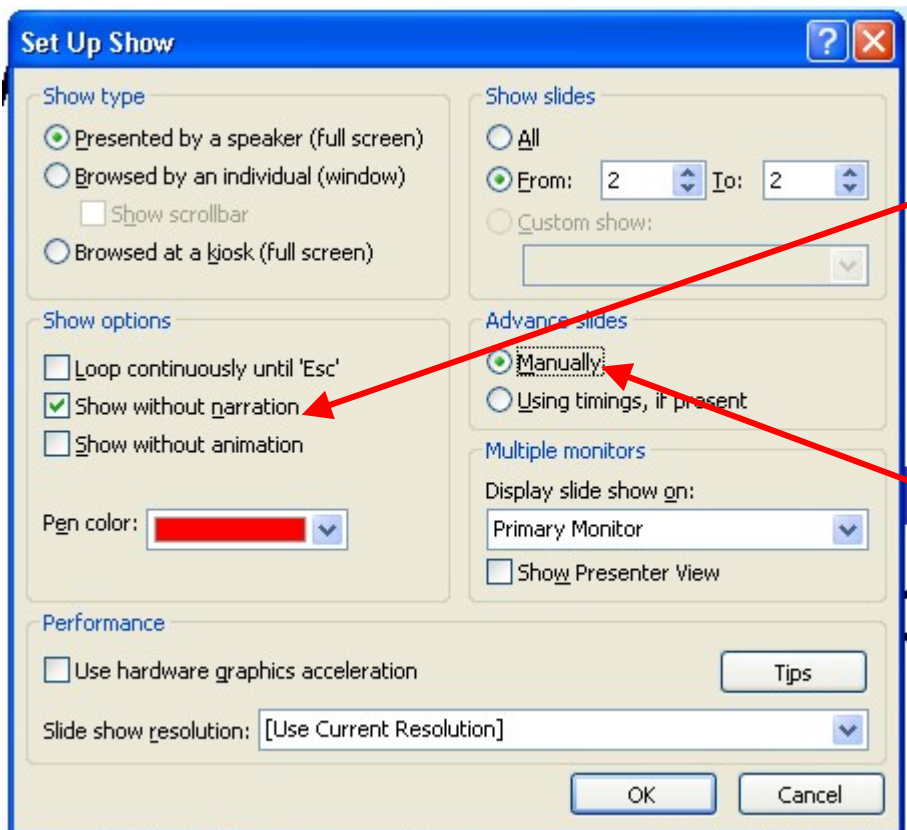 Set Up Show
Show type
Presented by a speaker (full screen)
Browsed by an individual (window)
Show scrollbar
Browsed at a kiosk (full screen)
Show slides
All
From: 2 To: 2
Custom show:
Show options
Loop continuously until 'Esc'
Show without narration
Show without animation
Pen color:
Advance slides
Manually
Using timings, if present
Multiple monitors
Display slide show on:
Primary Monitor
Show Presenter View
Performance
Use hardware graphics acceleration
Tips
Slide show resolution: [Use Current Resolution]
OK Cancel